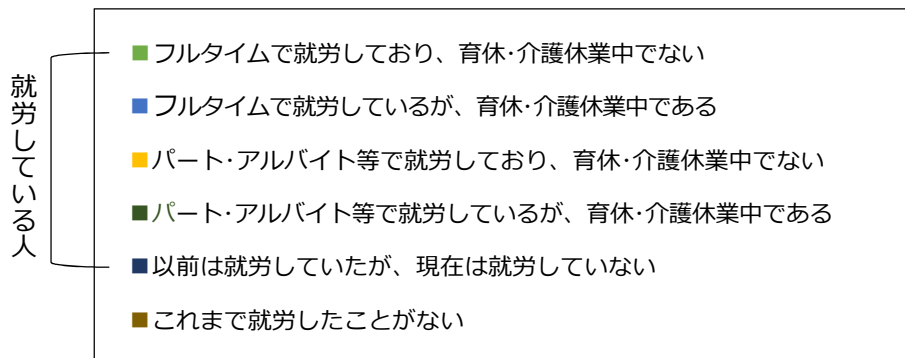 就労している人
フルタイムで就労しており、育休・介護休業中でない
フルタイムで就労しているが、育休・介護休業中である
パート・アルバイト等で就労しており、育休・介護休業中でない
パート・アルバイト等で就労しているが、育休・介護休業中である
以前は就労していたが、現在は就労していない
これまで就労したことがない